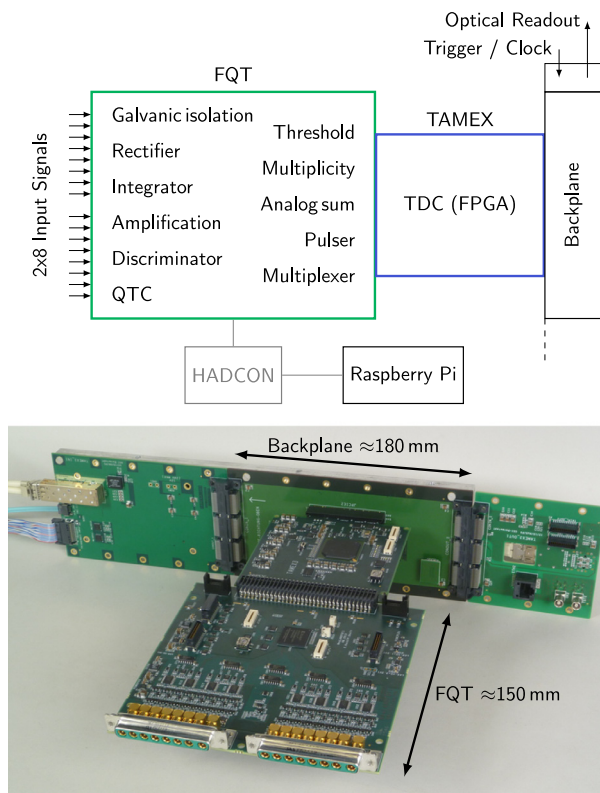 Optical Readout
Trigger / Clock
FQT
TAMEX
2x8 Input Signals
Galvanic isolation
Rectifier
Integrator
Amplification
Discriminator
QTC
Threshold
Multiplicity
Analog sum
Pulser
Multiplexer
TDC (FPGA)
Backplane
HADCON
Raspberry Pi
Backplane ≈180 mm
FQT ≈150 mm